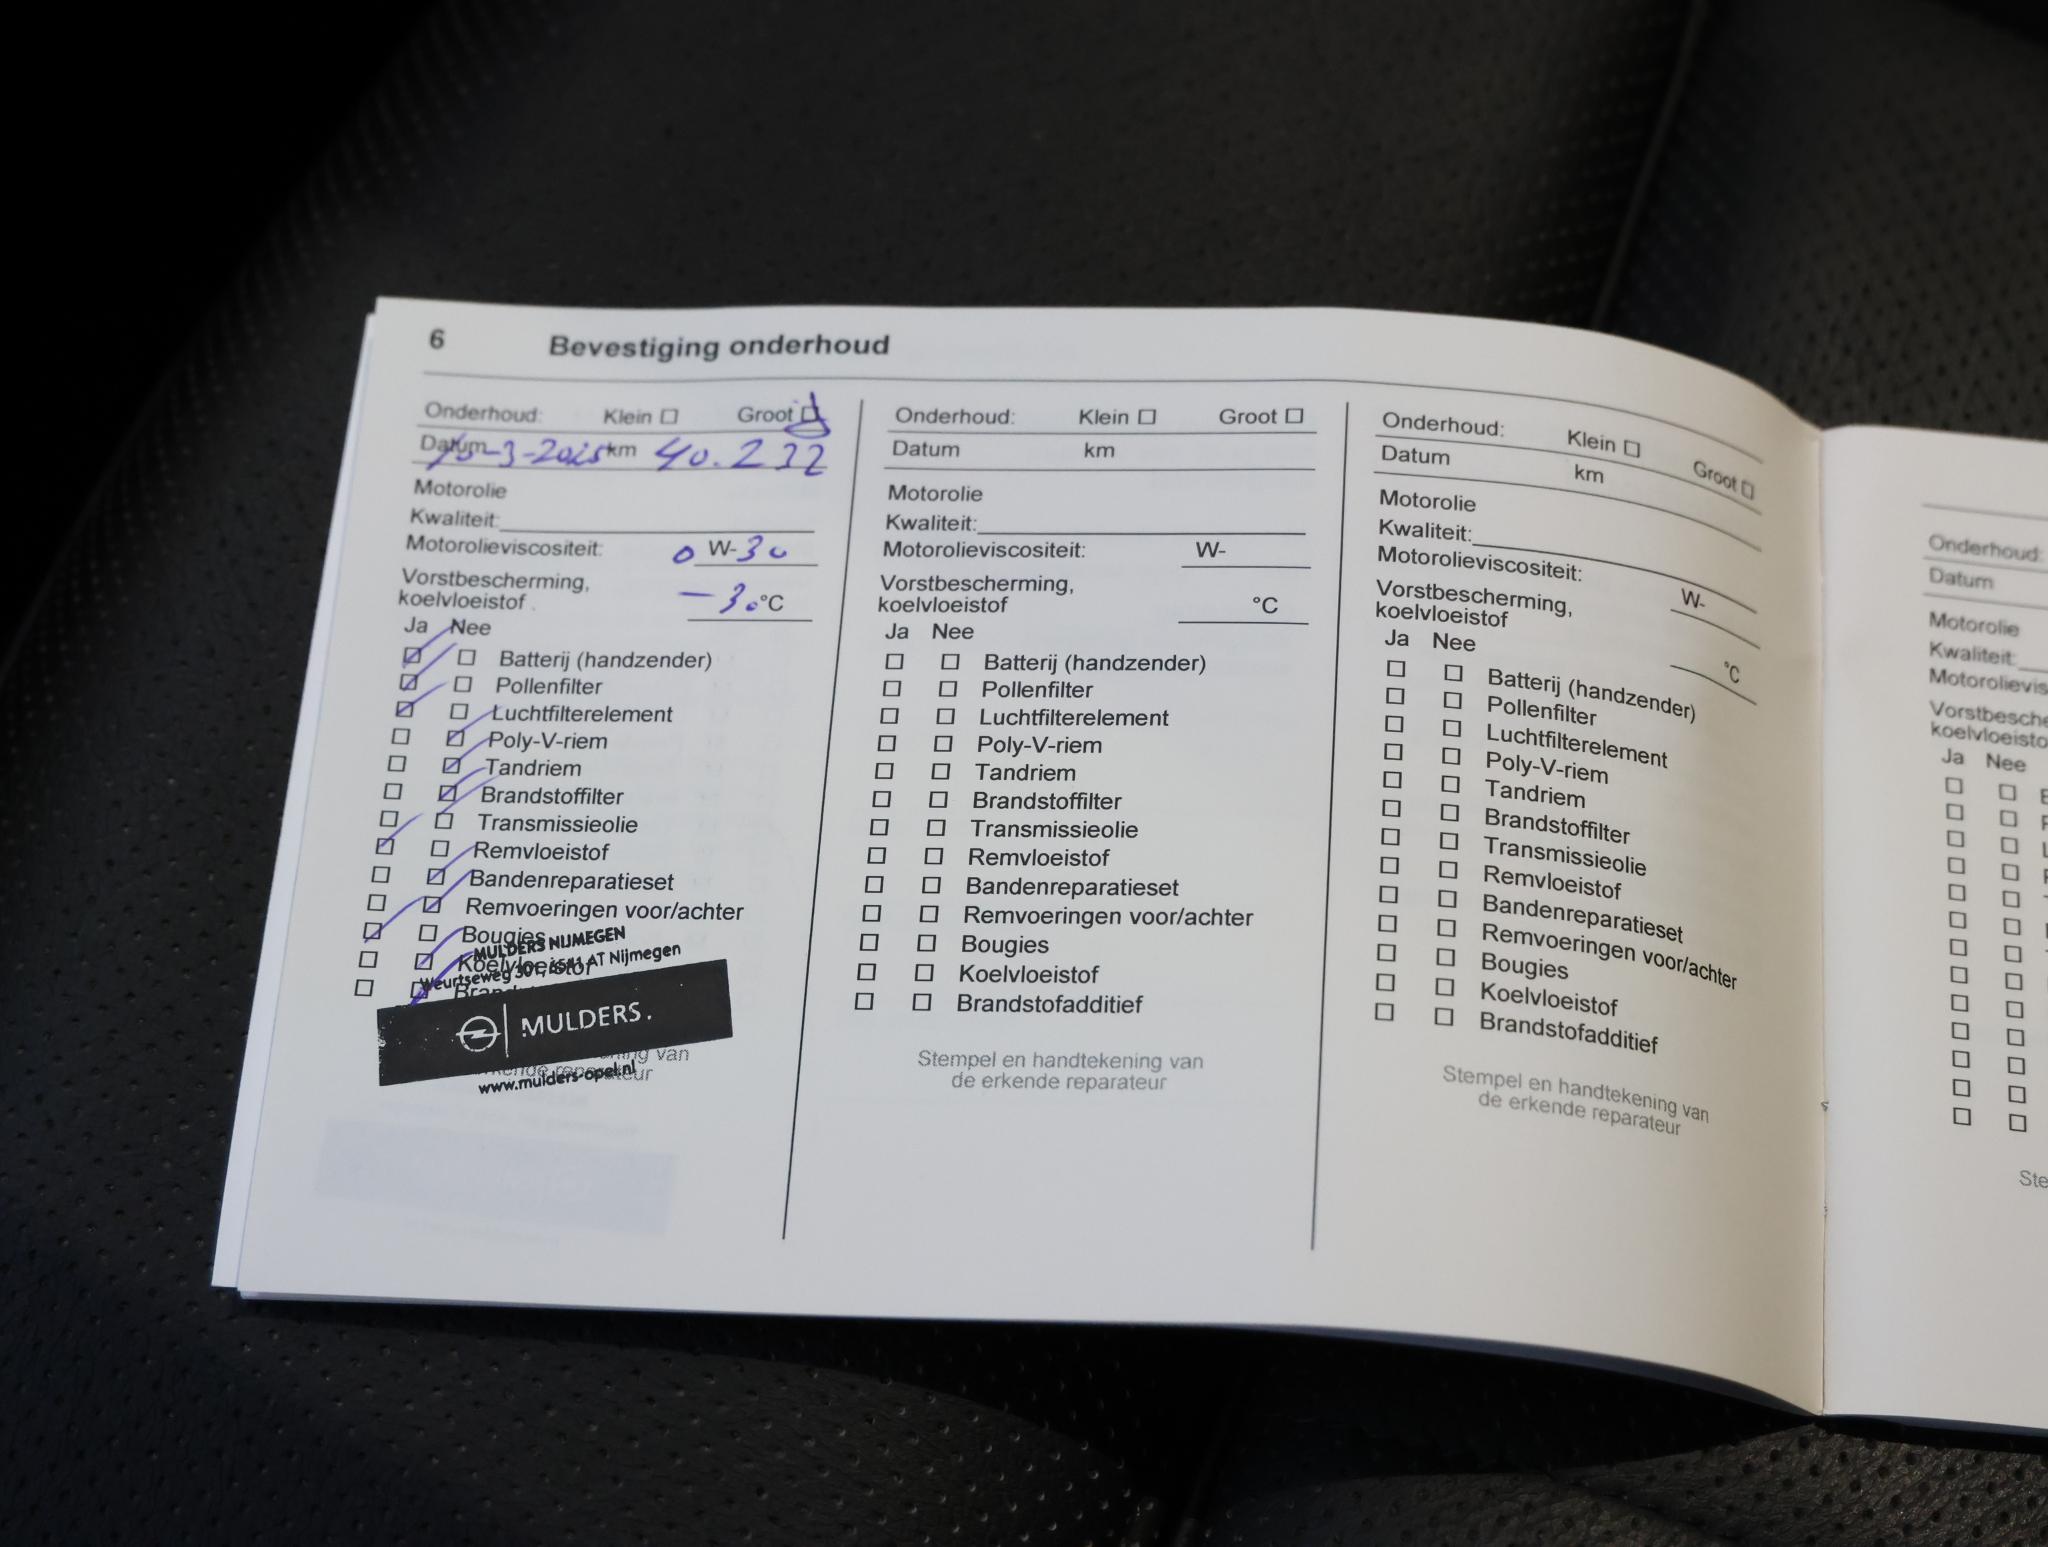 6 Bevestiging onderhoud
Onderhoud: Klein ☐ Groot ☑
Datum 10-3-2025 km 40.232
Motorolie
Kwaliteit:
Motorolieviscositeit: 0 W-30
Vorstbescherming,
koelvloeistof -30 °C
Ja Nee
☑ ☐ Batterij (handzender)
☑ ☐ Pollenfilter
☑ ☐ Luchtfilterelement
☐ ☑ Poly-V-riem
☐ ☑ Tandriem
☐ ☑ Brandstoffilter
☐ ☑ Transmissieolie
☑ ☐ Remvloeistof
☐ ☑ Bandenreparatieset
☐ ☑ Remvoeringen voor/achter
☑ ☐ Bougies
☐ ☑ Koelvloeistof
☐ ☑
MULDERS NIJMEGEN
Weurtseweg 301, 6541 AT Nijmegen
MULDERS.
www.mulders-opel.nl
Onderhoud: Klein ☐ Groot ☐
Datum km
Motorolie
Kwaliteit:
Motorolieviscositeit: W-
Vorstbescherming,
koelvloeistof °C
Ja Nee
☐ ☐ Batterij (handzender)
☐ ☐ Pollenfilter
☐ ☐ Luchtfilterelement
☐ ☐ Poly-V-riem
☐ ☐ Tandriem
☐ ☐ Brandstoffilter
☐ ☐ Transmissieolie
☐ ☐ Remvloeistof
☐ ☐ Bandenreparatieset
☐ ☐ Remvoeringen voor/achter
☐ ☐ Bougies
☐ ☐ Koelvloeistof
☐ ☐ Brandstofadditief
Stempel en handtekening van
de erkende reparateur
Onderhoud: Klein ☐ Groot ☐
Datum km
Motorolie
Kwaliteit:
Motorolieviscositeit: W-
Vorstbescherming,
koelvloeistof °C
Ja Nee
☐ ☐ Batterij (handzender)
☐ ☐ Pollenfilter
☐ ☐ Luchtfilterelement
☐ ☐ Poly-V-riem
☐ ☐ Tandriem
☐ ☐ Brandstoffilter
☐ ☐ Transmissieolie
☐ ☐ Remvloeistof
☐ ☐ Bandenreparatieset
☐ ☐ Remvoeringen voor/achter
☐ ☐ Bougies
☐ ☐ Koelvloeistof
☐ ☐ Brandstofadditief
Stempel en handtekening van
de erkende reparateur
Onderhoud:
Datum
Motorolie
Kwaliteit:
Ja Nee